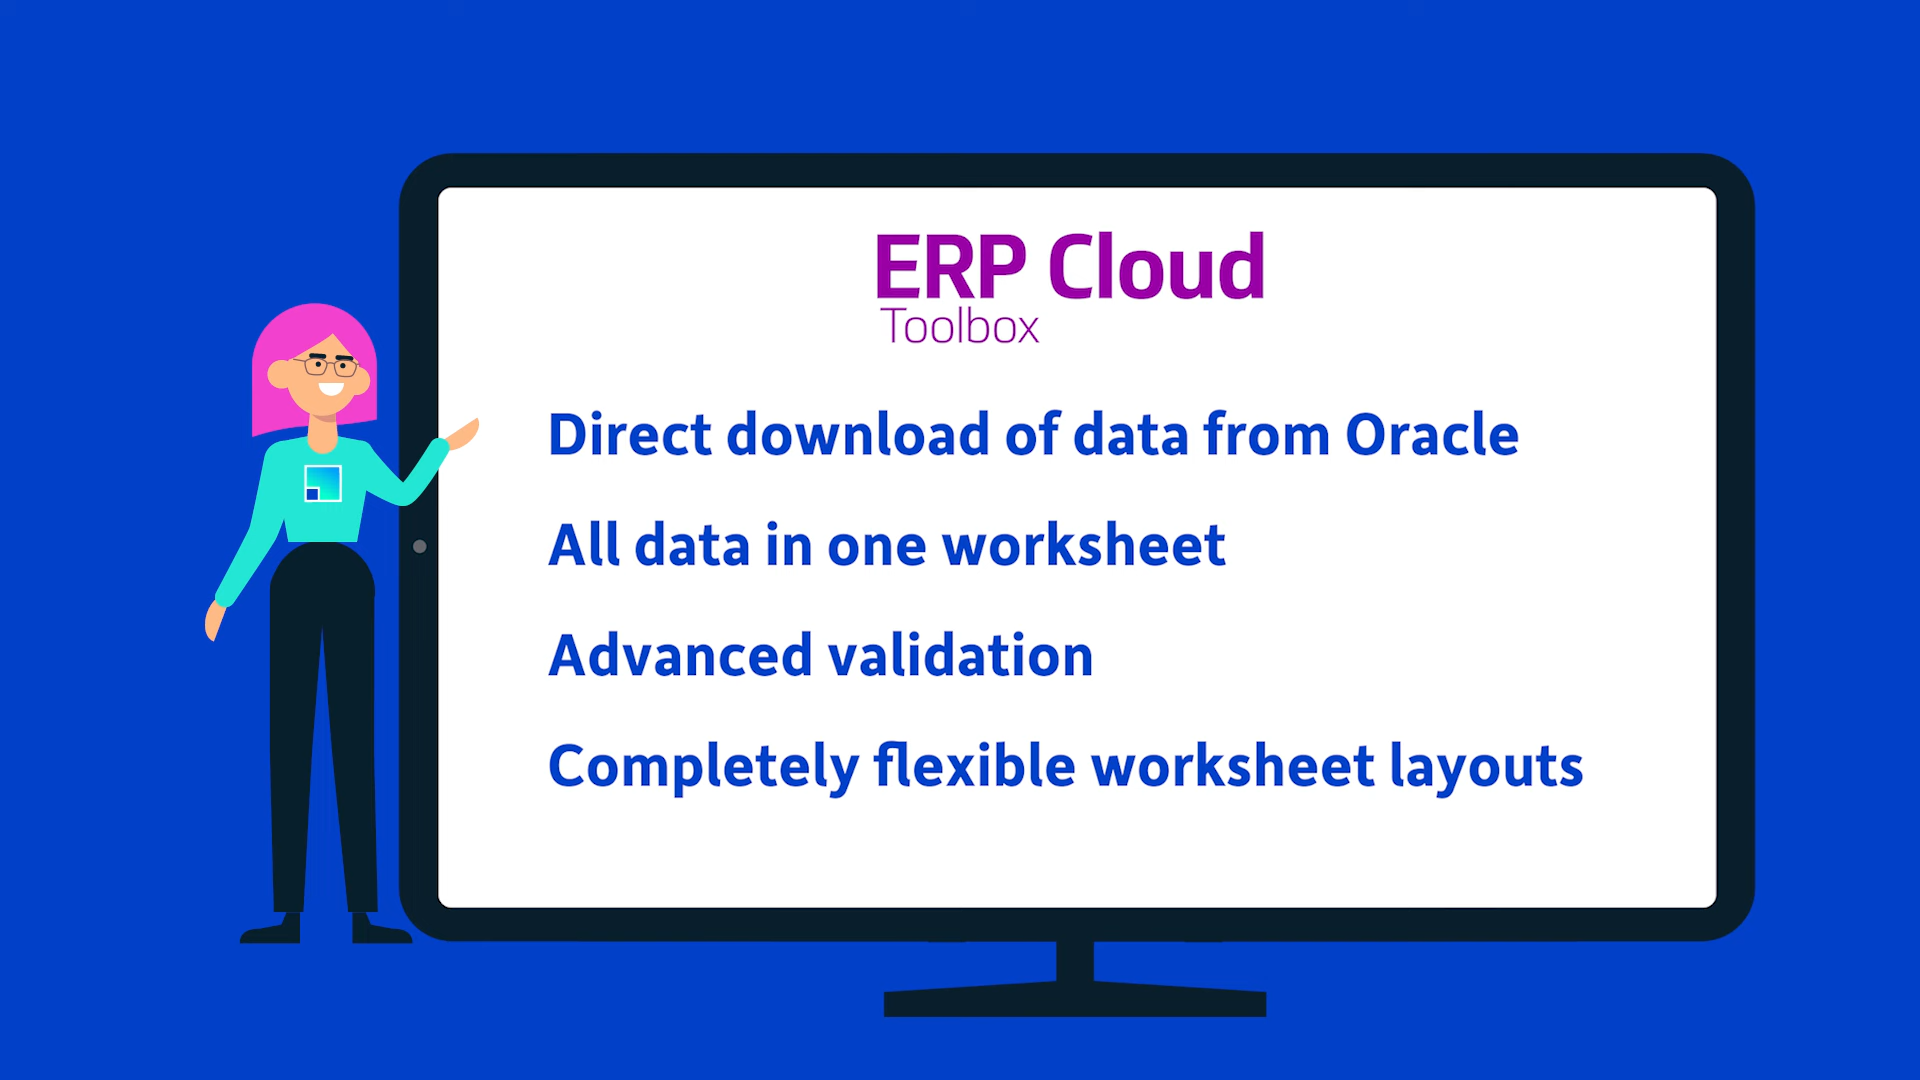 ERP Cloud
Toolbox
Direct download of data from Oracle
All data in one worksheet
Advanced validation
Completely flexible worksheet layouts